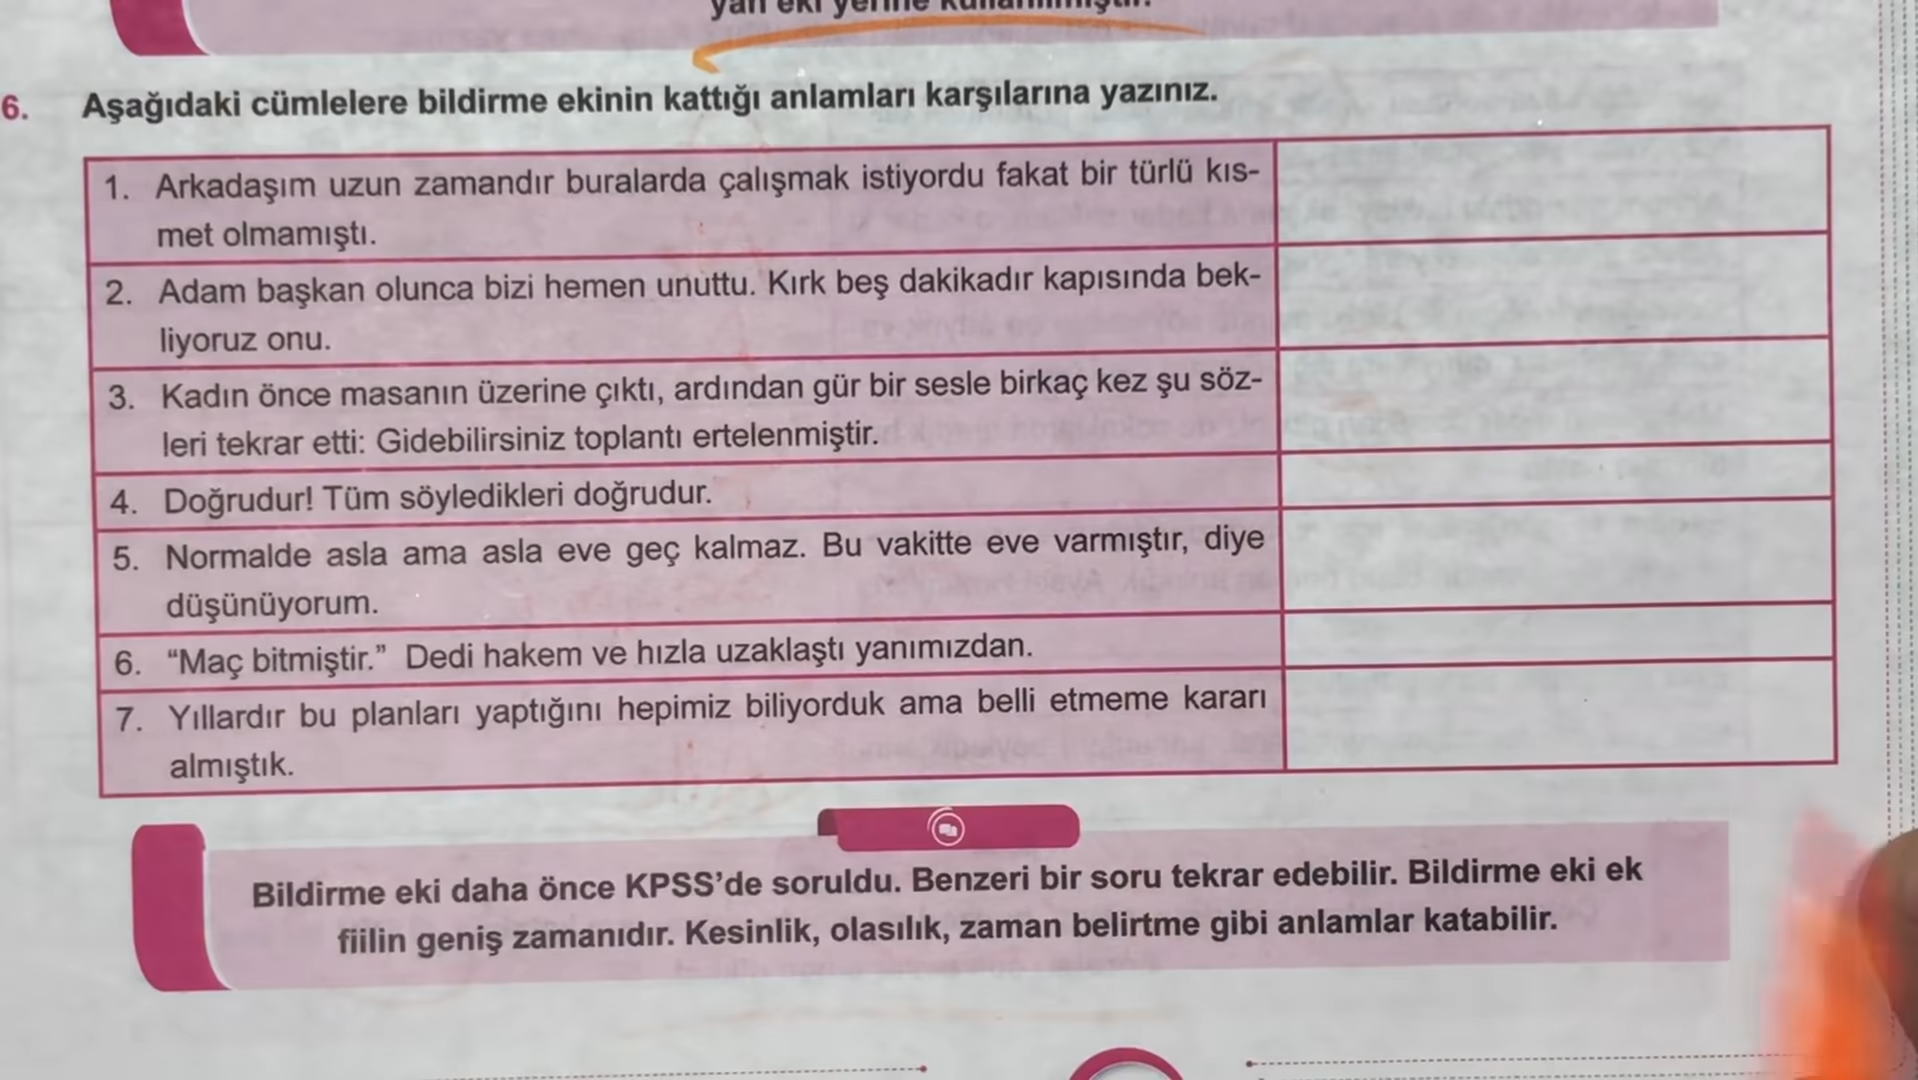 yan eki yerine kullanılmıştır.
6. Aşağıdaki cümlelere bildirme ekinin kattığı anlamları karşılarına yazınız.
1. Arkadaşım uzun zamandır buralarda çalışmak istiyordu fakat bir türlü kıs-
met olmamıştı.
2. Adam başkan olunca bizi hemen unuttu. Kırk beş dakikadır kapısında bek-
liyoruz onu.
3. Kadın önce masanın üzerine çıktı, ardından gür bir sesle birkaç kez şu söz-
leri tekrar etti: Gidebilirsiniz toplantı ertelenmiştir.
4. Doğrudur! Tüm söyledikleri doğrudur.
5. Normalde asla ama asla eve geç kalmaz. Bu vakitte eve varmıştır, diye
düşünüyorum.
6. “Maç bitmiştir.” Dedi hakem ve hızla uzaklaştı yanımızdan.
7. Yıllardır bu planları yaptığını hepimiz biliyorduk ama belli etmeme kararı
almıştık.
Bildirme eki daha önce KPSS’de soruldu. Benzeri bir soru tekrar edebilir. Bildirme eki ek
fiilin geniş zamanıdır. Kesinlik, olasılık, zaman belirtme gibi anlamlar katabilir.